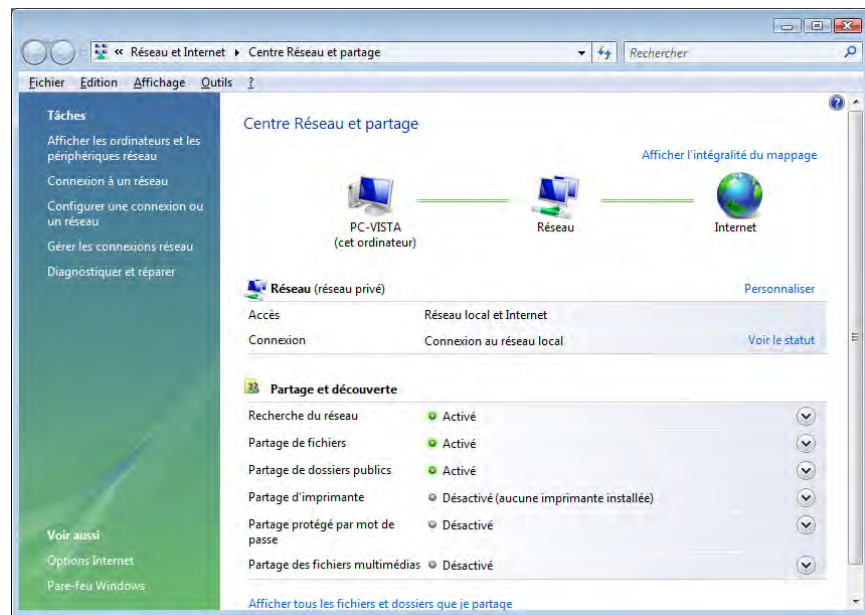 « Réseau et Internet ▸ Centre Réseau et partage
Rechercher
Fichier Edition Affichage Outils ?
Tâches
Afficher les ordinateurs et les
périphériques réseau
Connexion à un réseau
Configurer une connexion ou
un réseau
Gérer les connexions réseau
Diagnostiquer et réparer
Voir aussi
Options Internet
Pare-feu Windows
Centre Réseau et partage
Afficher l'intégralité du mappage
PC-VISTA
(cet ordinateur)
Réseau
Internet
Réseau (réseau privé)
Personnaliser
Accès Réseau local et Internet
Connexion Connexion au réseau local Voir le statut
Partage et découverte
Recherche du réseau Activé
Partage de fichiers Activé
Partage de dossiers publics Activé
Partage d'imprimante Désactivé (aucune imprimante installée)
Partage protégé par mot de
passe
Désactivé
Partage des fichiers multimédias Désactivé
Afficher tous les fichiers et dossiers que je partage